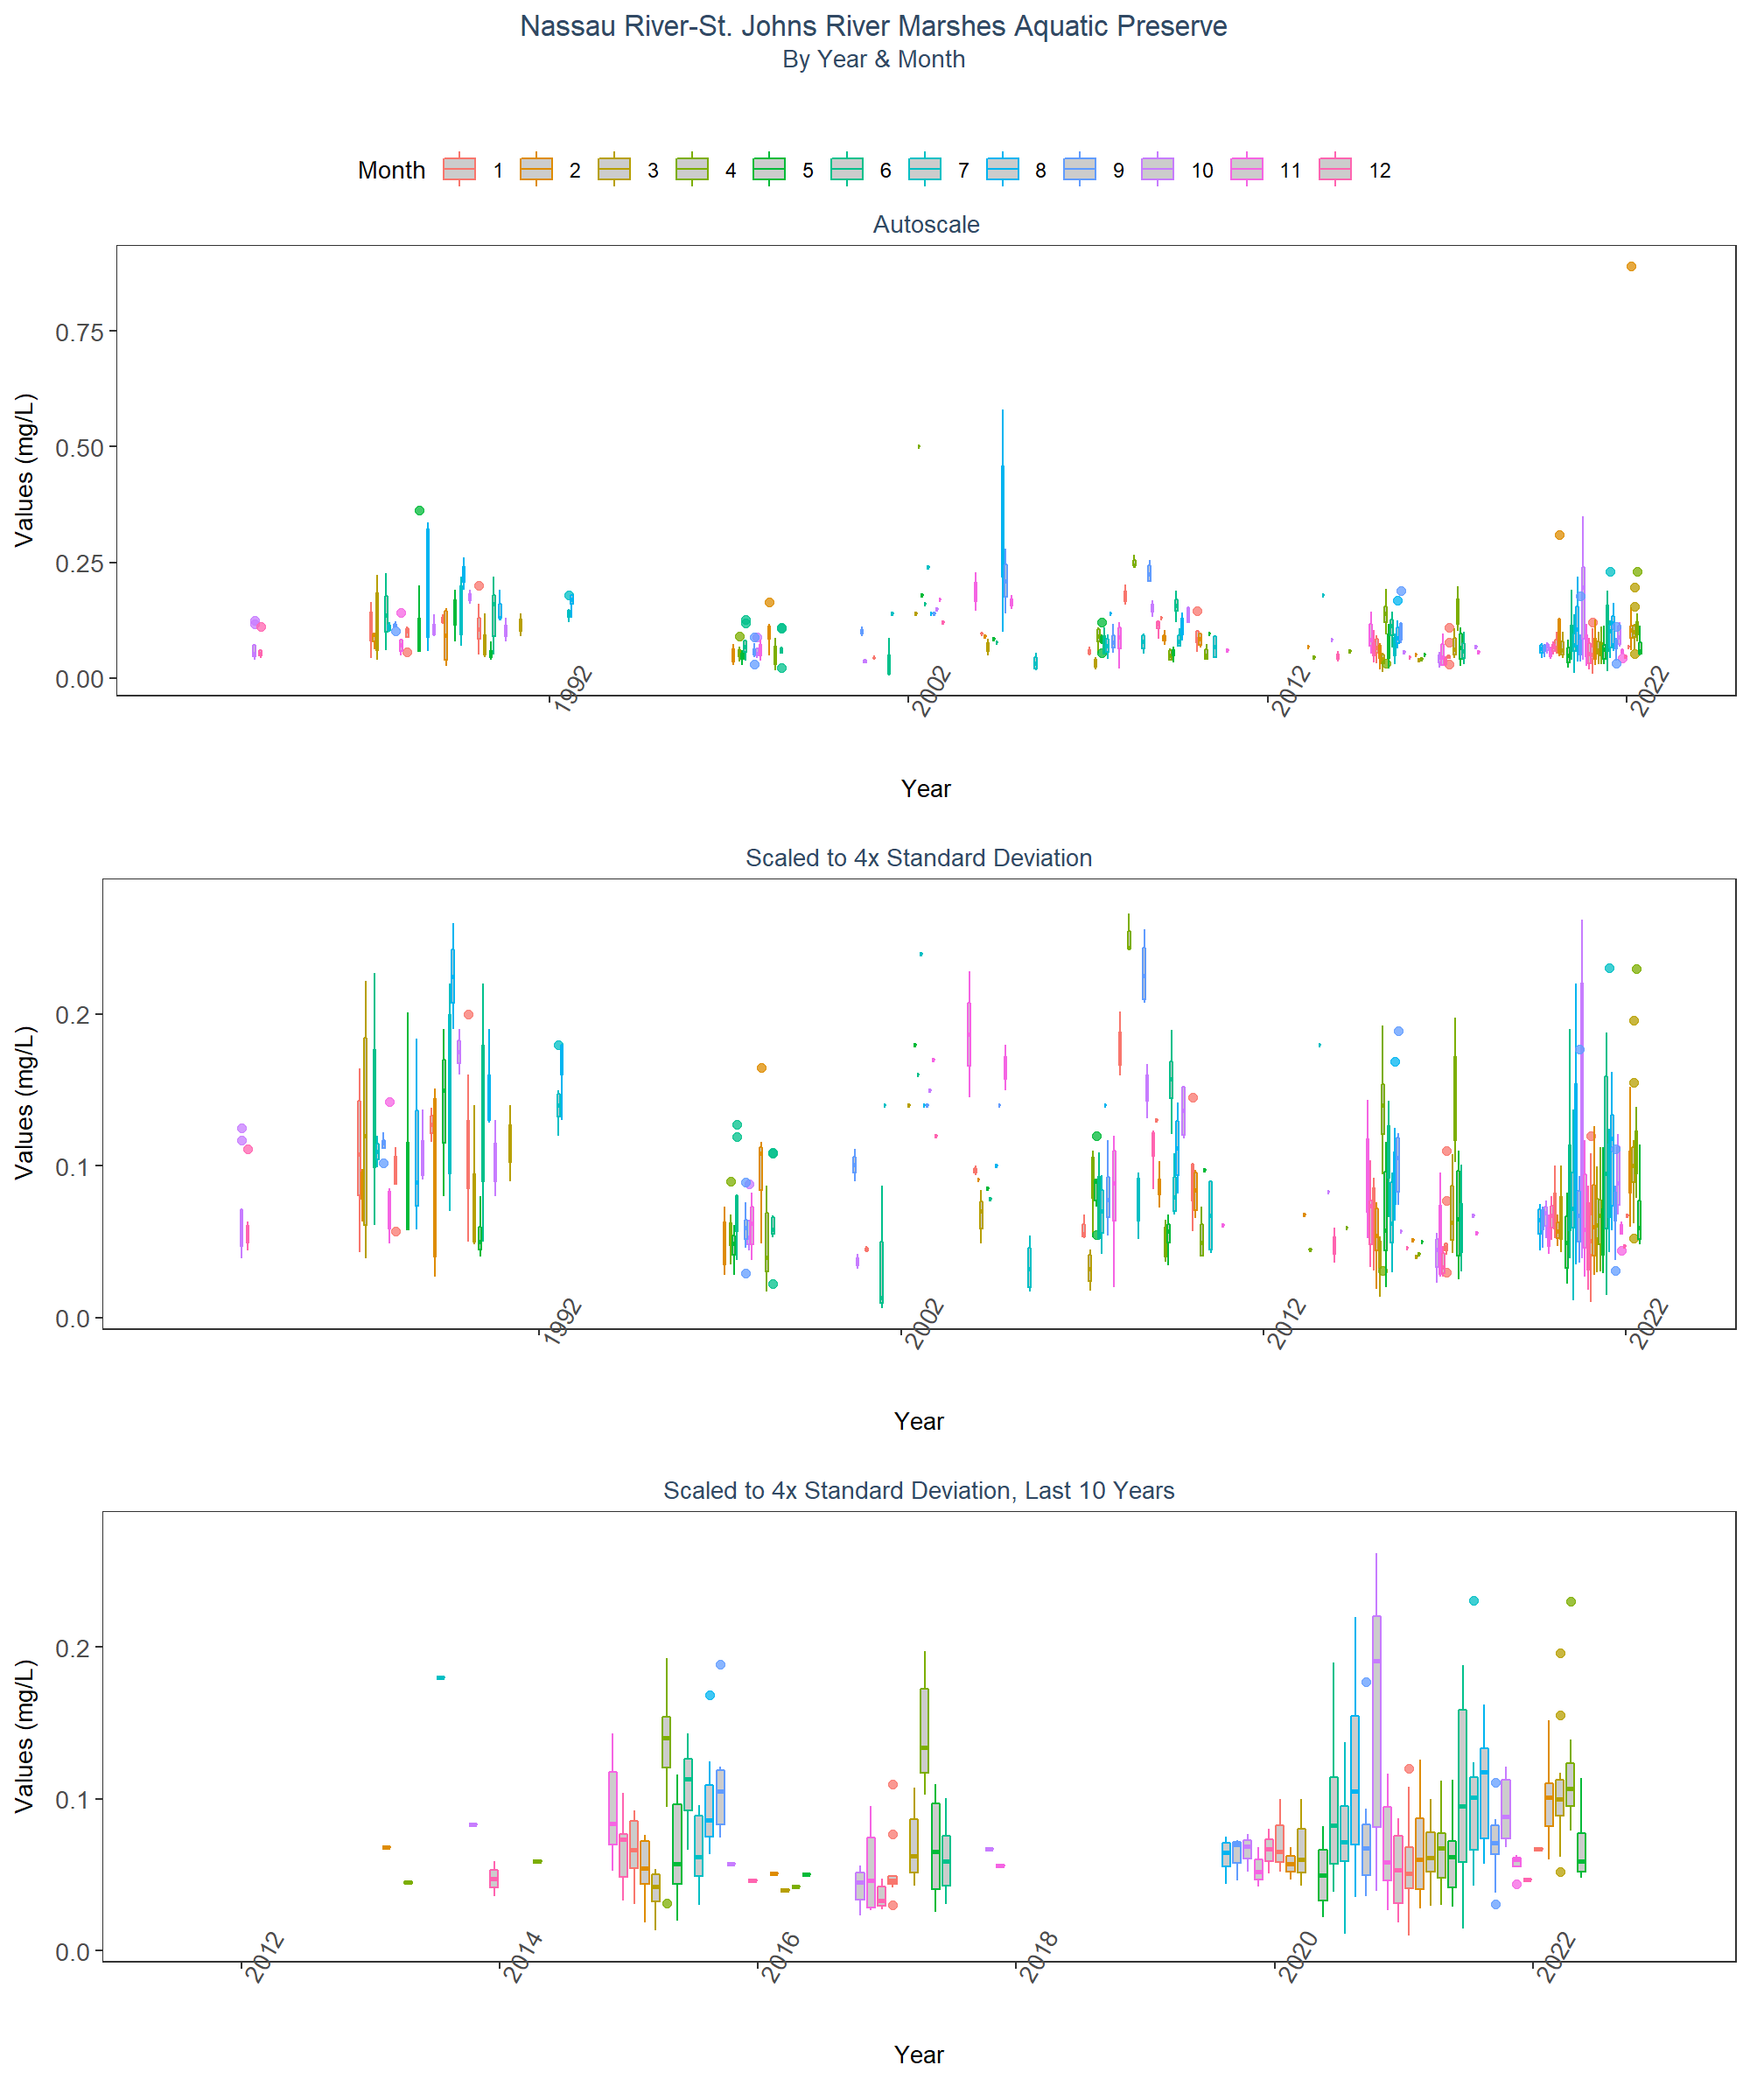 Nassau River-St. Johns River Marshes Aquatic Preserve
By Year & Month
Month 1 2 3 4 5 6 7 8 9 10 11 12
Autoscale
Values (mg/L)
0.75
0.50
0.25
0.00
1992 2002 2012 2022
Year
Scaled to 4x Standard Deviation
Values (mg/L)
0.2
0.1
0.0
1992 2002 2012 2022
Year
Scaled to 4x Standard Deviation, Last 10 Years
Values (mg/L)
0.2
0.1
0.0
2012 2014 2016 2018 2020 2022
Year